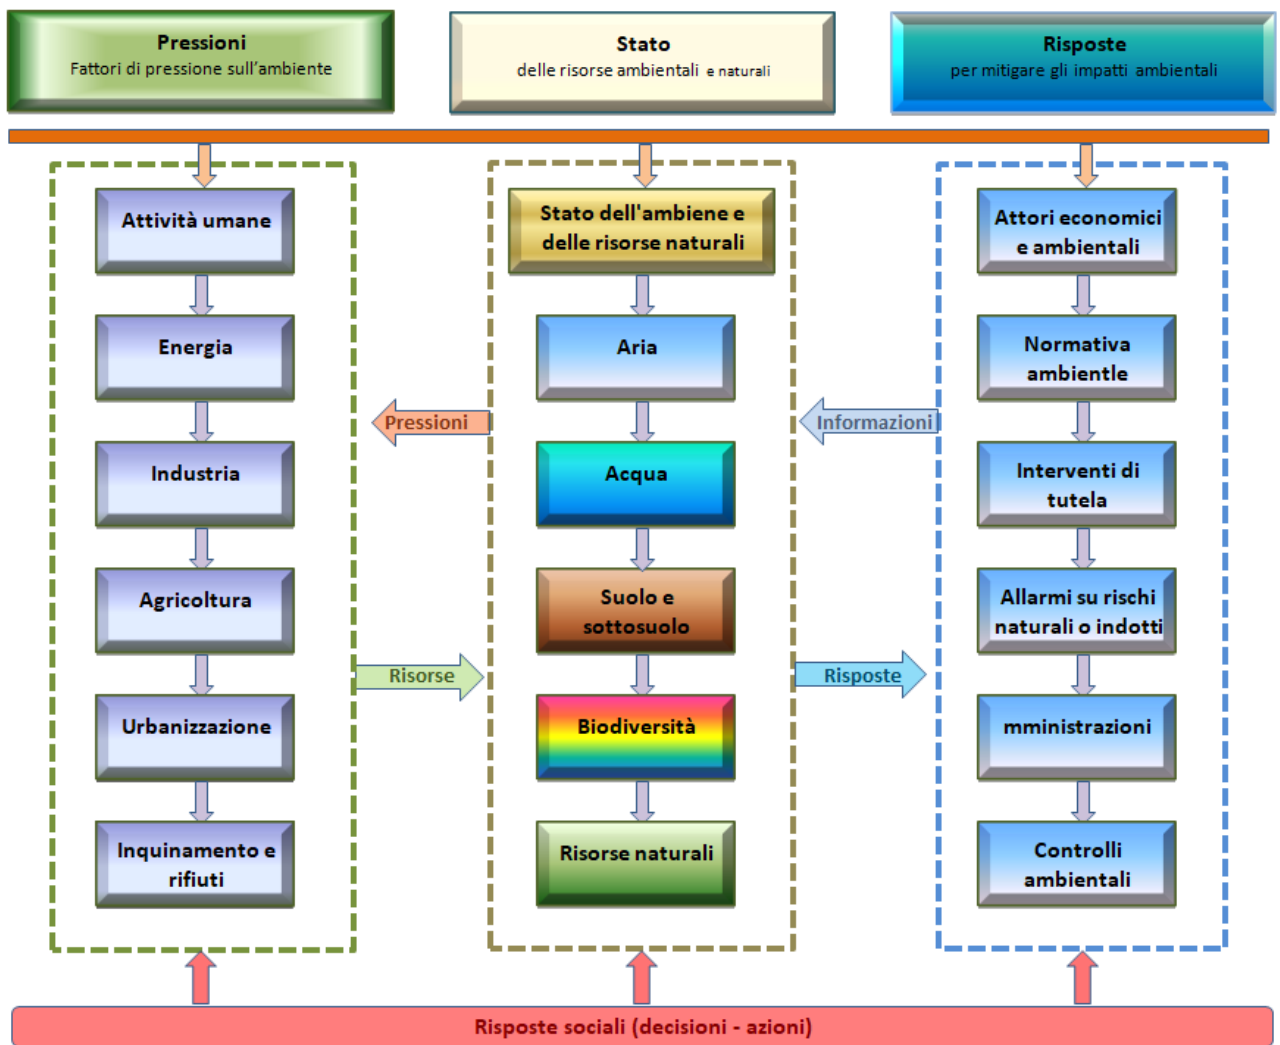 Pressioni
Fattori di pressione sull'ambiente
Stato
delle risorse ambientali e naturali
Risposte
per mitigare gli impatti ambientali
Attività umane
Energia
Industria
Agricoltura
Urbanizzazione
Inquinamento e
rifiuti
Pressioni
Risorse
Stato dell'ambiene e
delle risorse naturali
Aria
Acqua
Suolo e
sottosuolo
Biodiversità
Risorse naturali
Informazioni
Risposte
Attori economici
e ambientali
Normativa
ambientle
Interventi di
tutela
Allarmi su rischi
naturali o indotti
mministrazioni
Controlli
ambientali
Risposte sociali (decisioni - azioni)